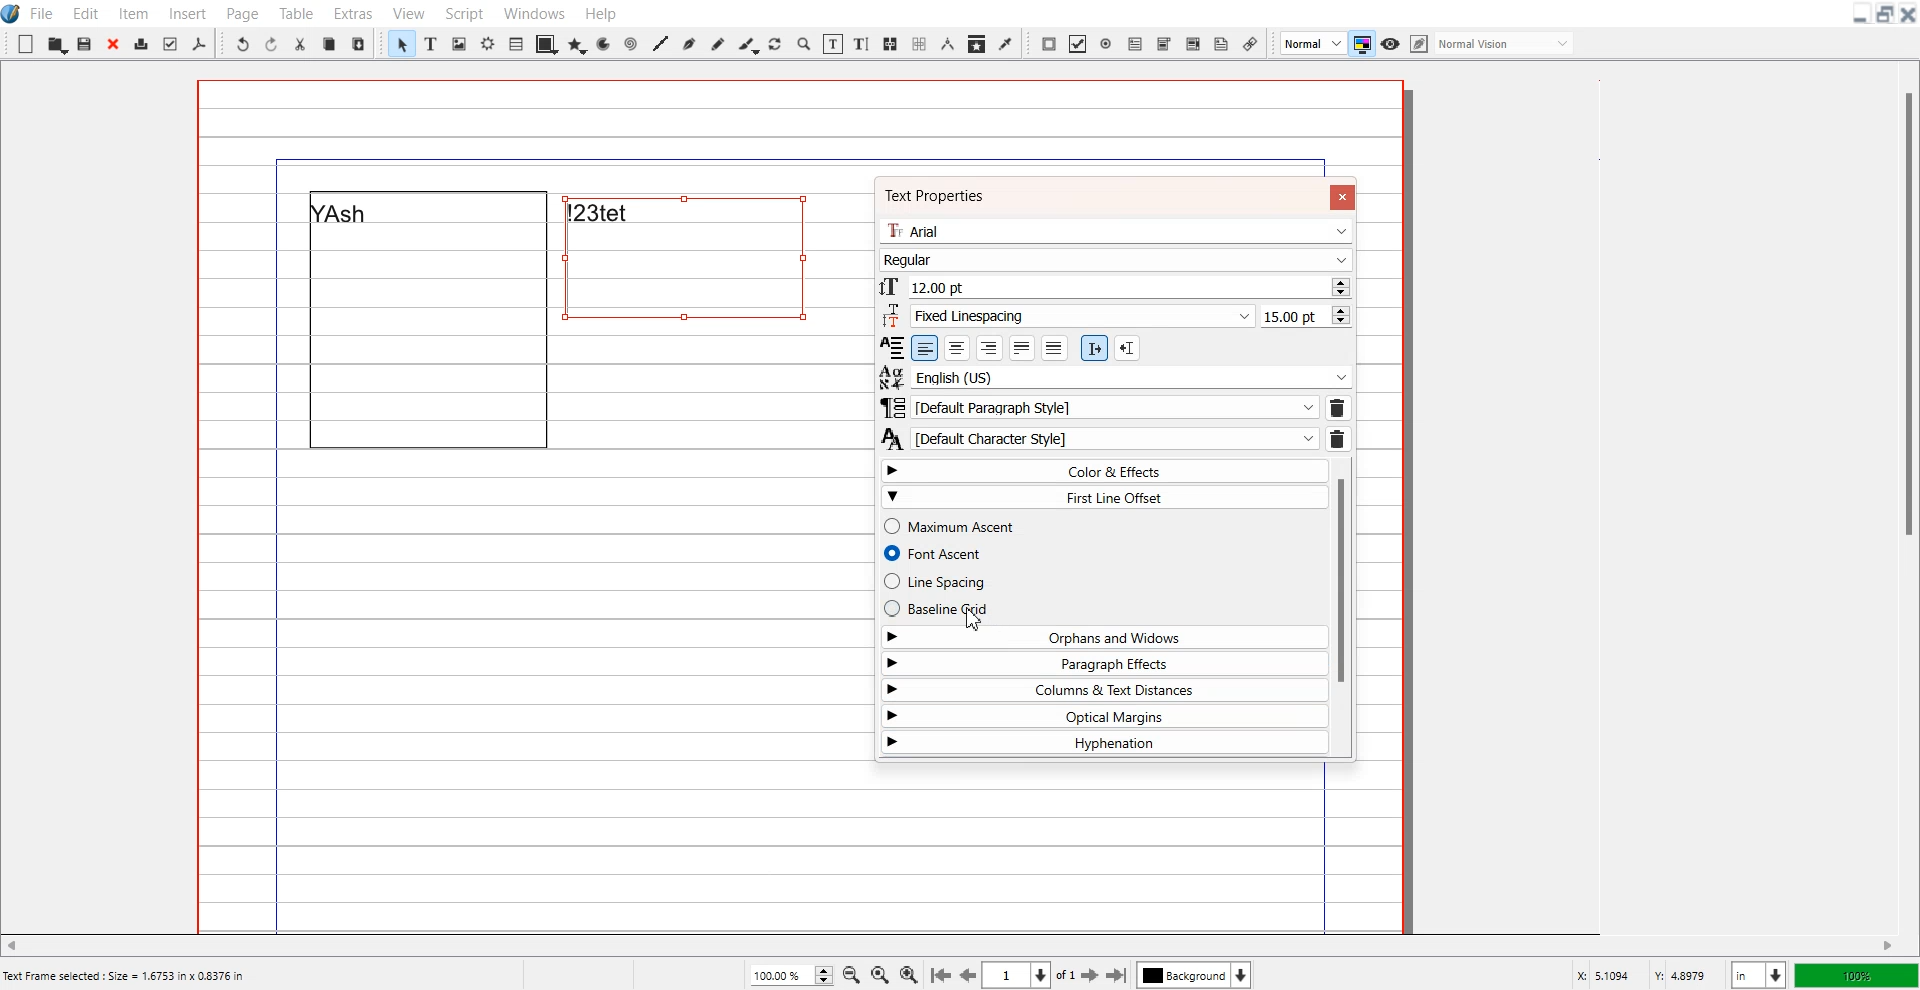 File Edit Item Insert Page Table Extras View Script Windows Help
Normal Normal Vision
YAsh
!23tet
Text Properties
Arial
Regular
12.00 pt
Fixed Linespacing 15.00 pt
English (US)
[Default Paragraph Style]
[Default Character Style]
Color & Effects
First Line Offset
Maximum Ascent
Font Ascent
Line Spacing
Baseline Grid
Orphans and Widows
Paragraph Effects
Columns & Text Distances
Optical Margins
Hyphenation
Text Frame selected : Size = 1.6753 in x 0.8376 in 100.00 % 1 of 1 Background X: 5.1094 Y: 4.8979 in 100%